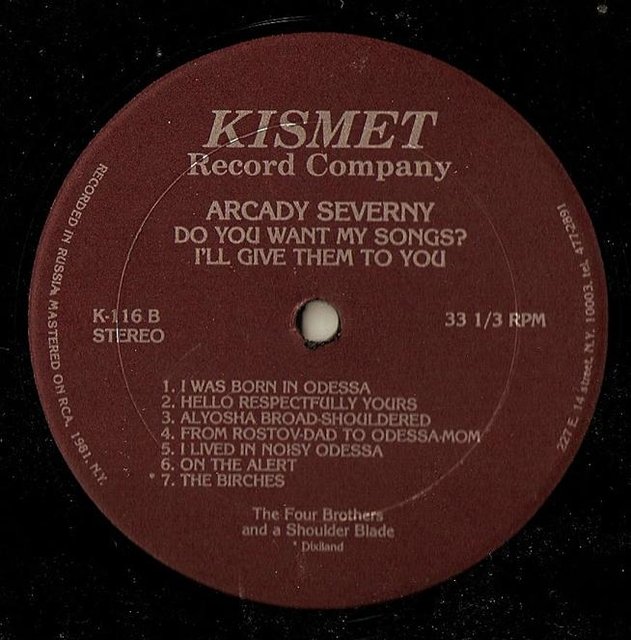 KISMET
Record Company
ARCADY SEVERNY
DO YOU WANT MY SONGS?
I'LL GIVE THEM TO YOU
K-116 B
STEREO
33 1/3 RPM
1. I WAS BORN IN ODESSA
2. HELLO RESPECTFULLY YOURS
3. ALYOSHA BROAD-SHOULDERED
4. FROM ROSTOV-DAD TO ODESSA-MOM
5. I LIVED IN NOISY ODESSA
6. ON THE ALERT
* 7. THE BIRCHES
The Four Brothers
and a Shoulder Blade
* Dixiland
RECORDED IN RUSSIA, MASTERED ON RCA, 1981, N.Y.
227 E. 14 street, N.Y. 10003, tel. 477-2891